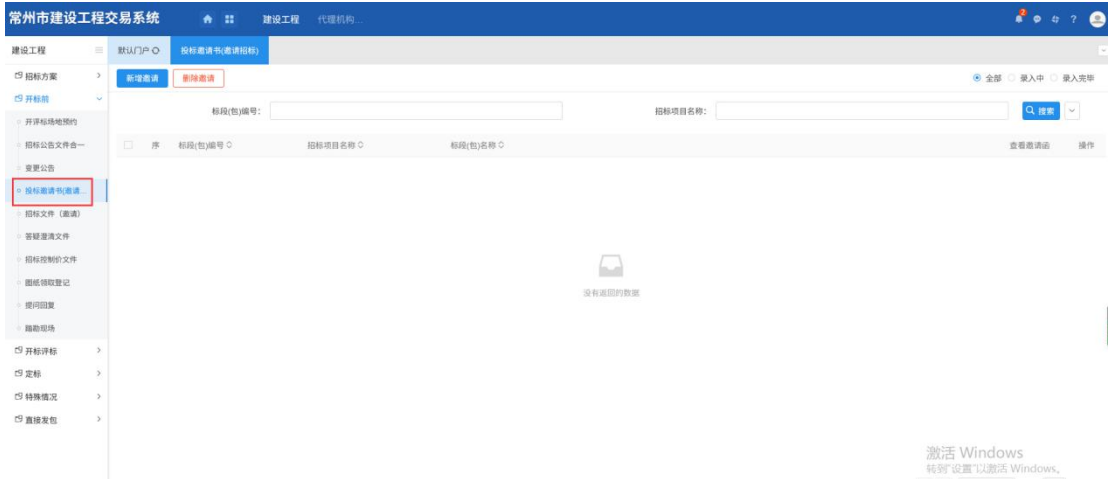 常州市建设工程交易系统 建设工程 代理机构... 2 ?
建设工程 默认门户 投标邀请书(邀请招标)
招标方案 新增邀请 删除邀请 全部 录入中 录入完毕
开标前
开评标场地预约 标段(包)编号: 招标项目名称: 搜索
招标公告文件合一 序 标段(包)编号 招标项目名称 标段(包)名称 查看邀请函 操作
变更公告
投标邀请书(邀请...
招标文件（邀请）
答疑澄清文件
招标控制价文件
图纸领取登记
没有返回的数据
提问回复
踏勘现场
开标评标
定标
特殊情况
直接发包
激活 Windows
转到"设置"以激活 Windows。